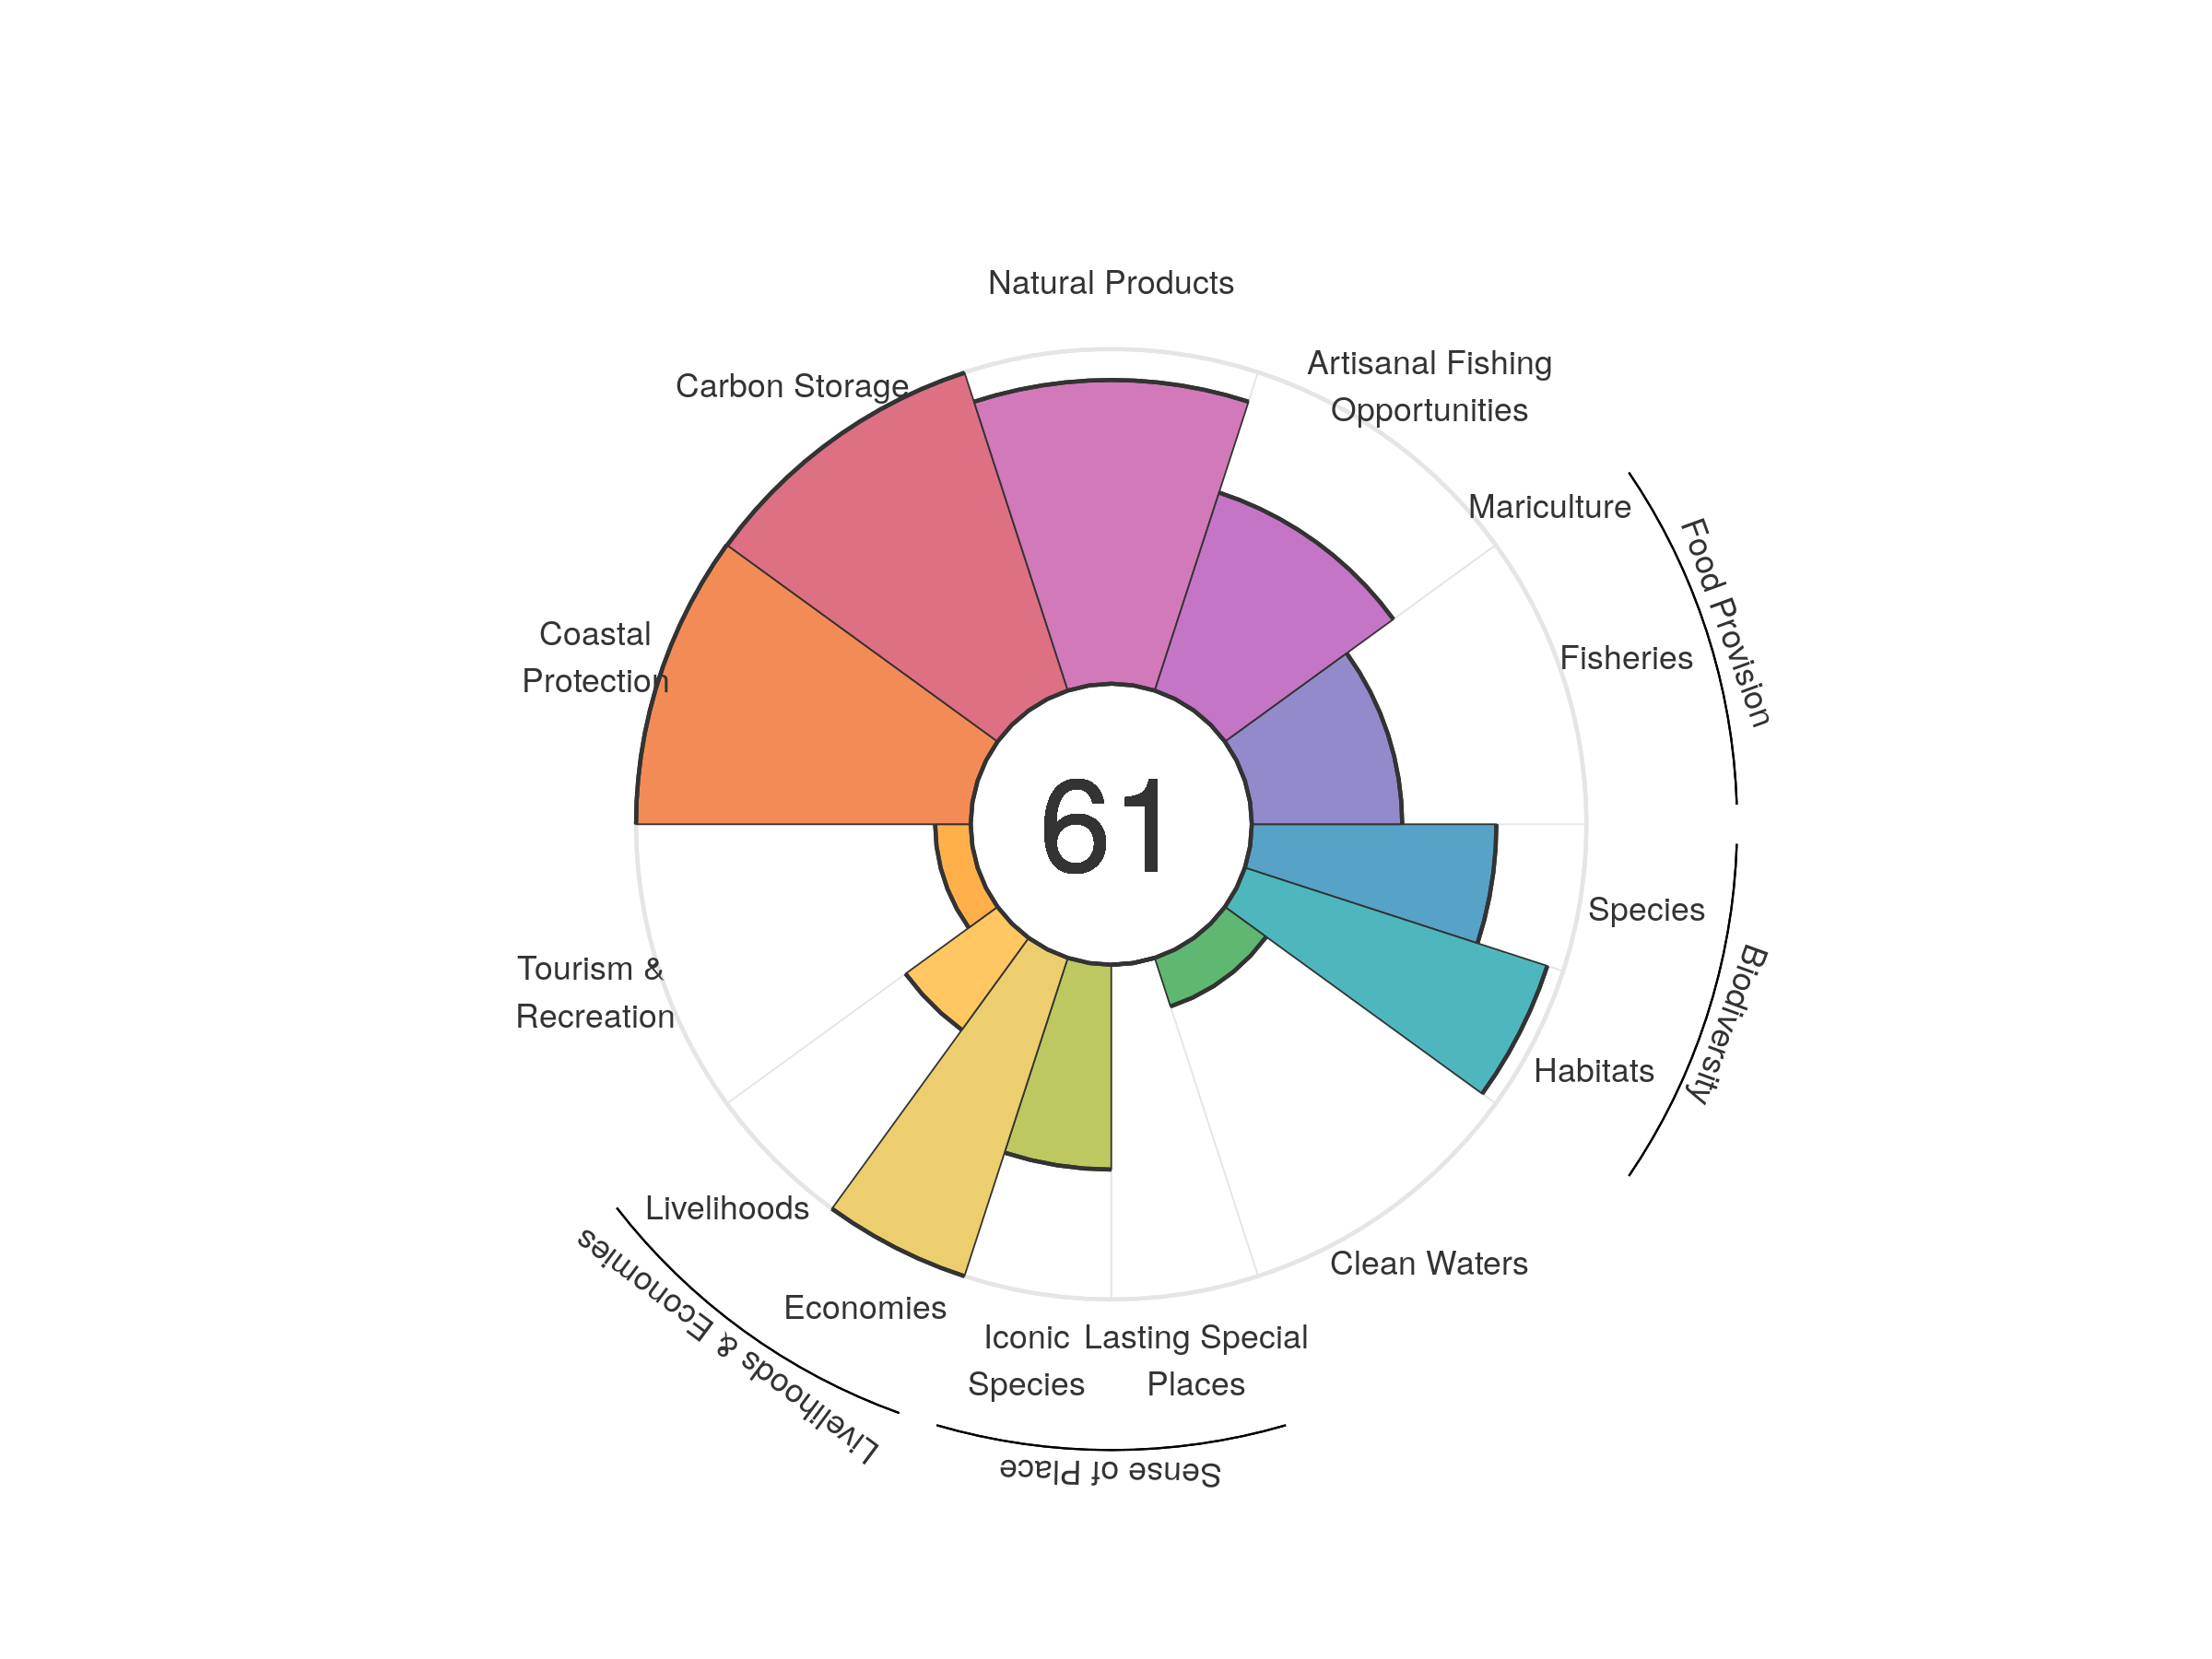 Natural Products
Artisanal Fishing
Opportunities
Carbon Storage
Mariculture
Food Provision
Coastal
Protection
Fisheries
61
Species
Biodiversity
Tourism &
Recreation
Habitats
Livelihoods
Clean Waters
Livelihoods & Economies
Economies
Iconic
Species
Lasting Special
Places
Sense of Place